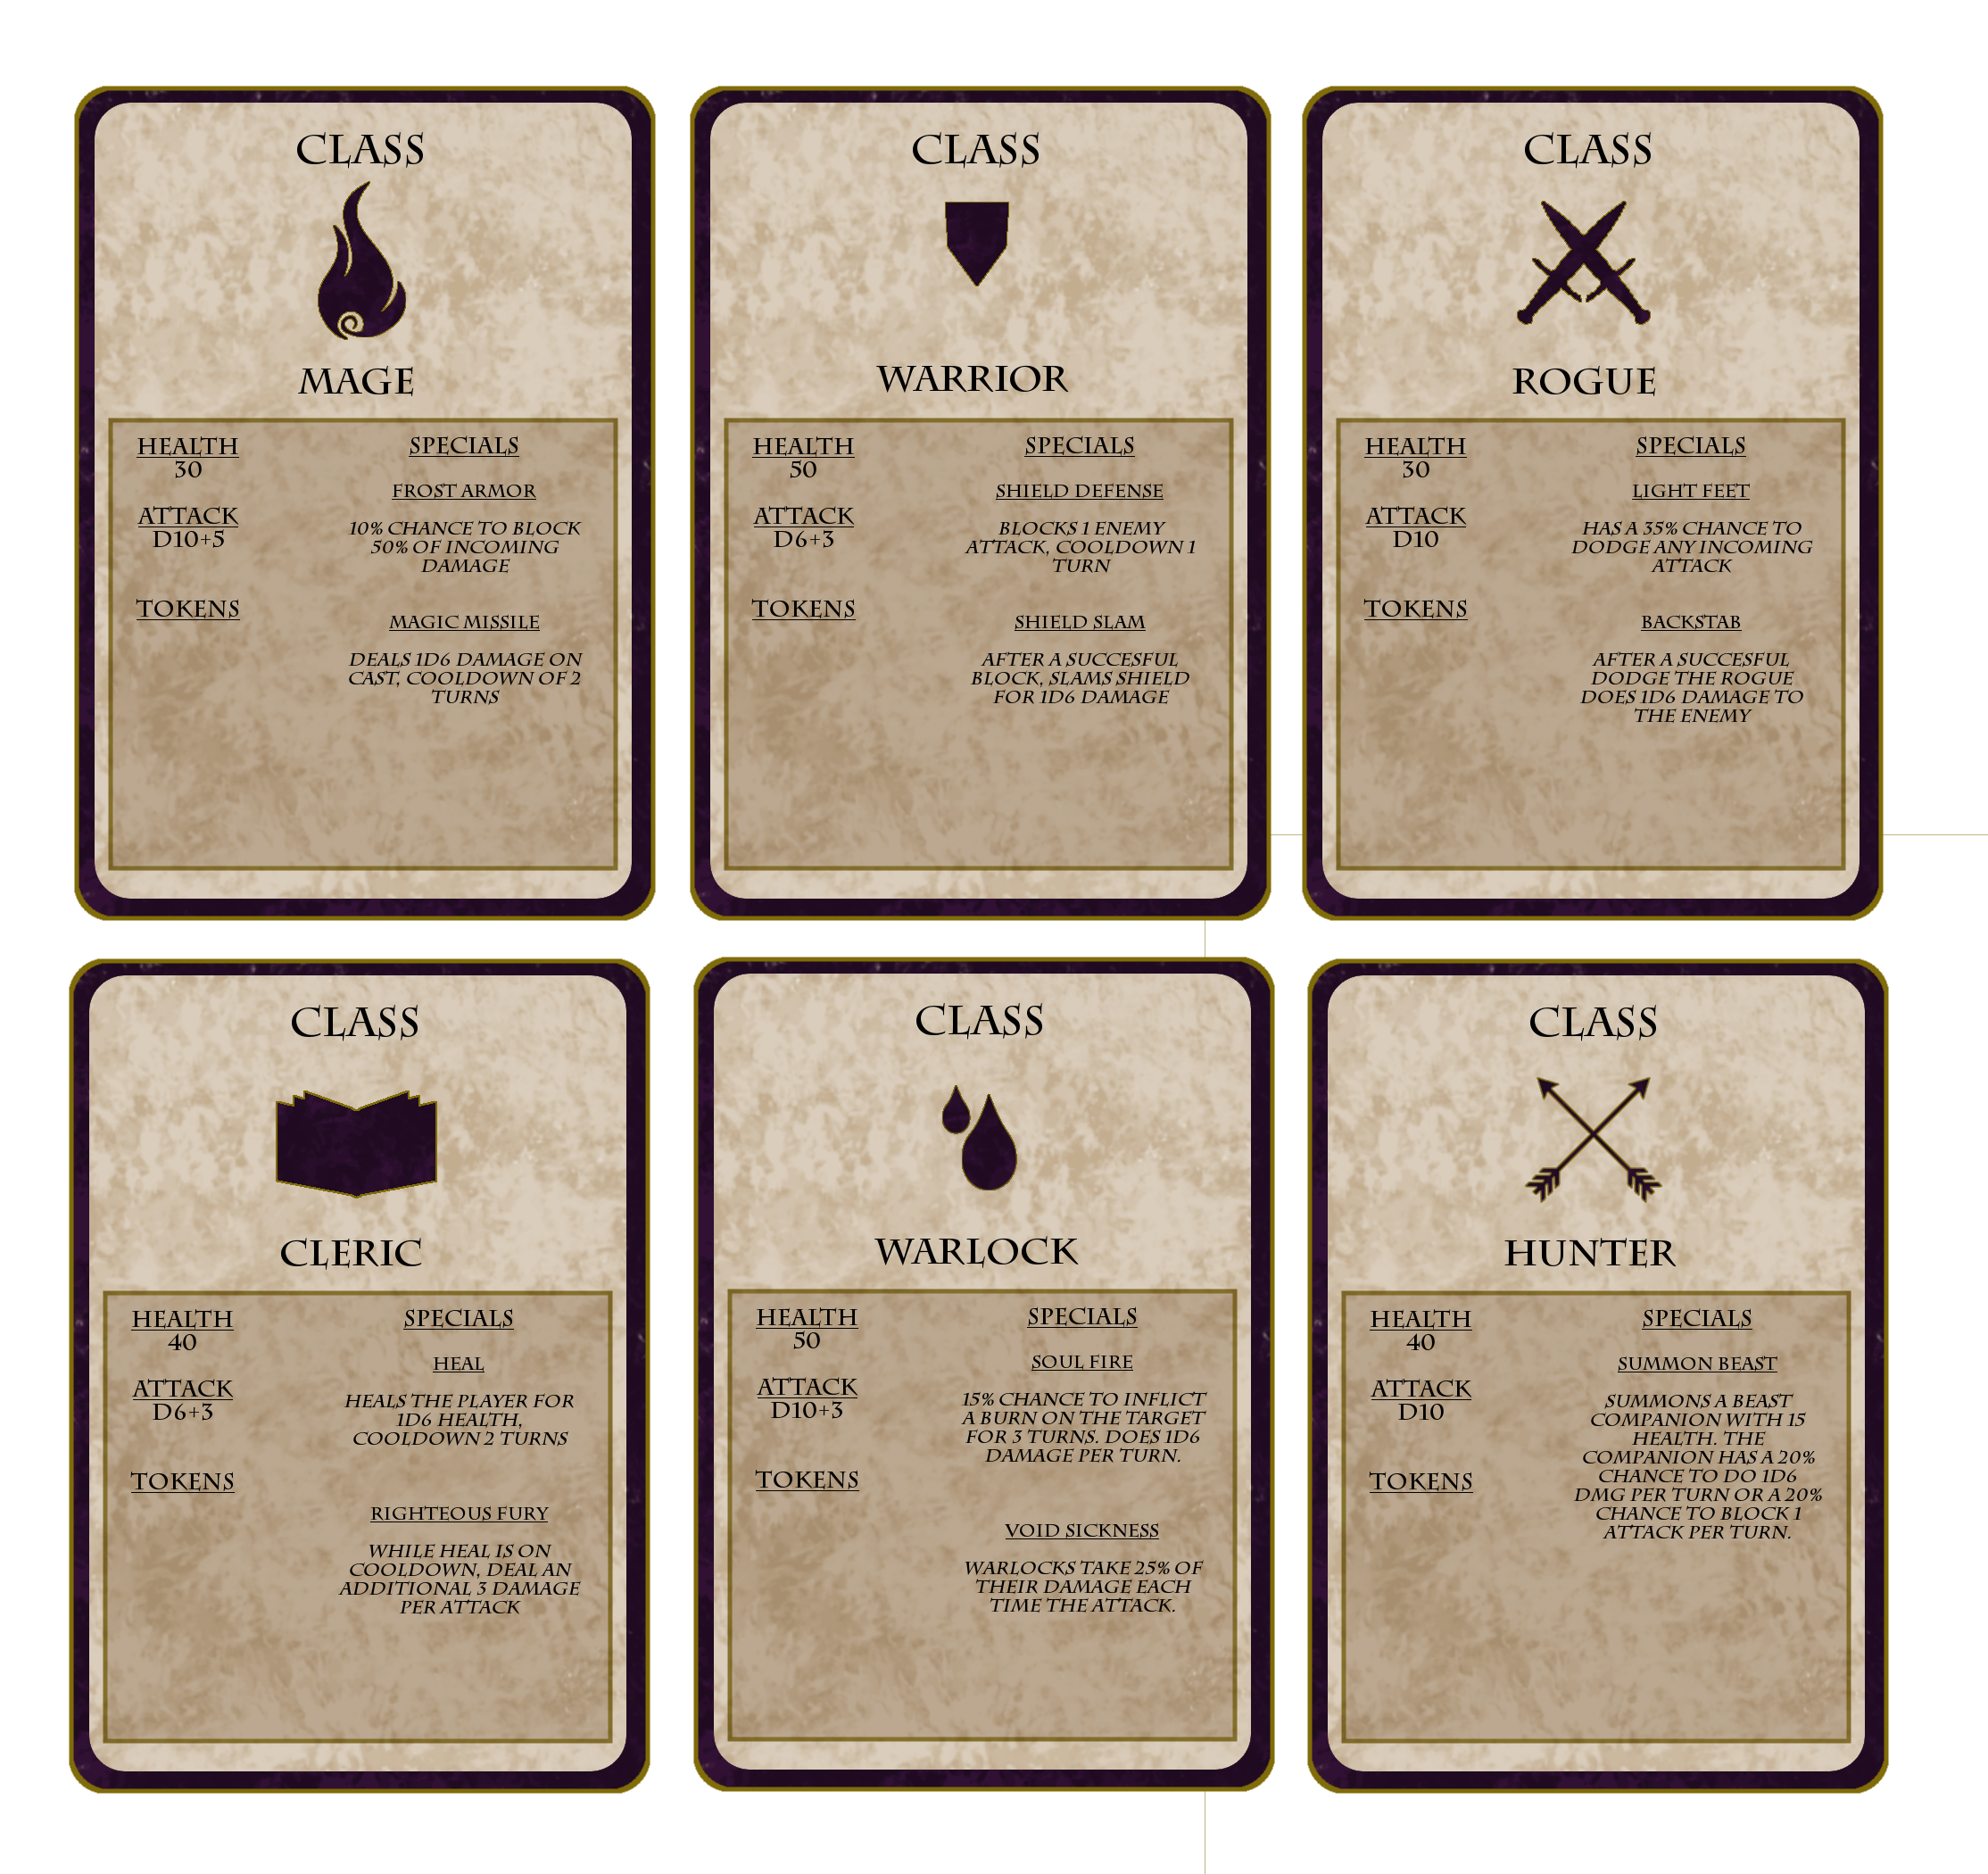 CLASS
MAGE
HEALTH
30
ATTACK
D10+5
TOKENS
SPECIALS
FROST ARMOR
10% CHANCE TO BLOCK
50% OF INCOMING
DAMAGE
MAGIC MISSILE
DEALS 1D6 DAMAGE ON
CAST, COOLDOWN OF 2
TURNS
CLASS
WARRIOR
HEALTH
50
ATTACK
D6+3
TOKENS
SPECIALS
SHIELD DEFENSE
BLOCKS 1 ENEMY
ATTACK, COOLDOWN 1
TURN
SHIELD SLAM
AFTER A SUCCESFUL
BLOCK, SLAMS SHIELD
FOR 1D6 DAMAGE
CLASS
ROGUE
HEALTH
30
ATTACK
D10
TOKENS
SPECIALS
LIGHT FEET
HAS A 35% CHANCE TO
DODGE ANY INCOMING
ATTACK
BACKSTAB
AFTER A SUCCESFUL
DODGE THE ROGUE
DOES 1D6 DAMAGE TO
THE ENEMY
CLASS
CLERIC
HEALTH
40
ATTACK
D6+3
TOKENS
SPECIALS
HEAL
HEALS THE PLAYER FOR
1D6 HEALTH,
COOLDOWN 2 TURNS
RIGHTEOUS FURY
WHILE HEAL IS ON
COOLDOWN, DEAL AN
ADDITIONAL 3 DAMAGE
PER ATTACK
CLASS
WARLOCK
HEALTH
50
ATTACK
D10+3
TOKENS
SPECIALS
SOUL FIRE
15% CHANCE TO INFLICT
A BURN ON THE TARGET
FOR 3 TURNS. DOES 1D6
DAMAGE PER TURN.
VOID SICKNESS
WARLOCKS TAKE 25% OF
THEIR DAMAGE EACH
TIME THE ATTACK.
CLASS
HUNTER
HEALTH
40
ATTACK
D10
TOKENS
SPECIALS
SUMMON BEAST
SUMMONS A BEAST
COMPANION WITH 15
HEALTH. THE
COMPANION HAS A 20%
CHANCE TO DO 1D6
DMG PER TURN OR A 20%
CHANCE TO BLOCK 1
ATTACK PER TURN.